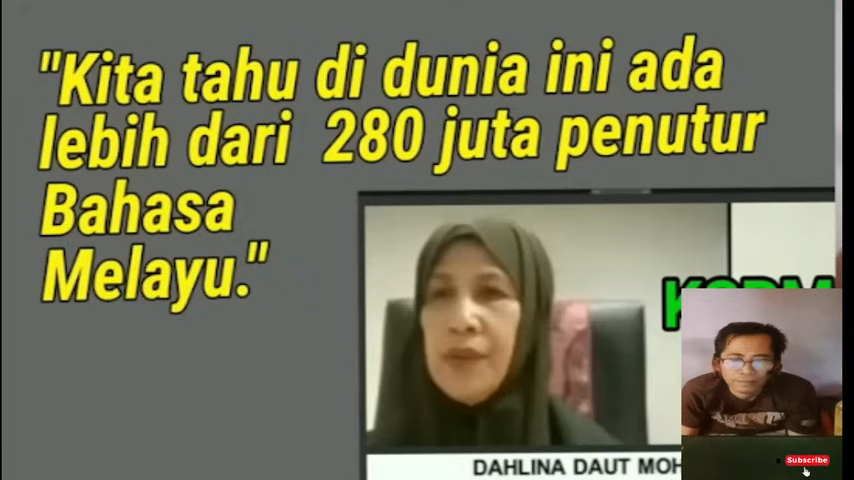 "Kita tahu di dunia ini ada
lebih dari 280 juta penutur
Bahasa
Melayu."
DAHLINA DAUT MOH
Subscribe